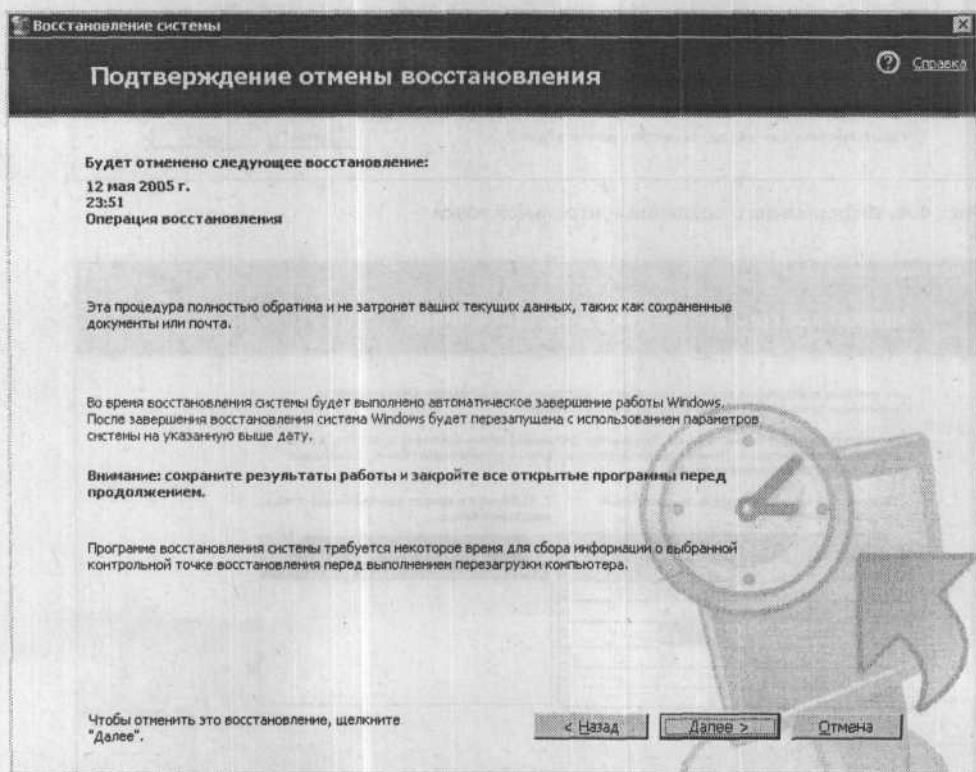 Восстановление системы
Подтверждение отмены восстановления
Справка
Будет отменено следующее восстановление:
12 мая 2005 г.
23:51
Операция восстановления
Эта процедура полностью обратима и не затронет ваших текущих данных, таких как сохраненные
документы или почта.
Во время восстановления системы будет выполнено автоматическое завершение работы Windows.
После завершения восстановления система Windows будет перезапущена с использованием параметров
системы на указанную выше дату.
Внимание: сохраните результаты работы и закройте все открытые программы перед
продолжением.
Программе восстановления системы требуется некоторое время для сбора информации о выбранной
контрольной точке восстановления перед выполнением перезагрузки компьютера.
Чтобы отменить это восстановление, щелкните
"Далее".
< Назад
Далее >
Отмена